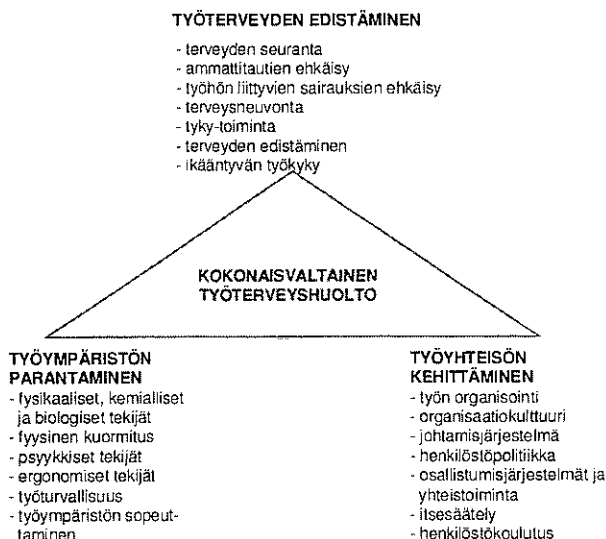 TYÖTERVEYDEN EDISTÄMINEN
- terveyden seuranta
- ammattitautien ehkäisy
- työhön liittyvien sairauksien ehkäisy
- terveysneuvonta
- tyky-toiminta
- terveyden edistäminen
- ikääntyvän työkyky
KOKONAISVALTAINEN
TYÖTERVEYSHUOLTO
TYÖYMPÄRISTÖN
PARANTAMINEN
- fysikaaliset, kemialliset
ja biologiset tekijät
- fyysinen kuormitus
- psyykkiset tekijät
- ergonomiset tekijät
- työturvallisuus
- työympäristön sopeut-
taminen
TYÖYHTEISÖN
KEHITTÄMINEN
- työn organisointi
- organisaatiokulttuuri
- johtamisjärjestelmä
- henkilöstöpolitiikka
- osallistumisjärjestelmät ja
yhteistoiminta
- itsesäätely
- henkilöstökoulutus